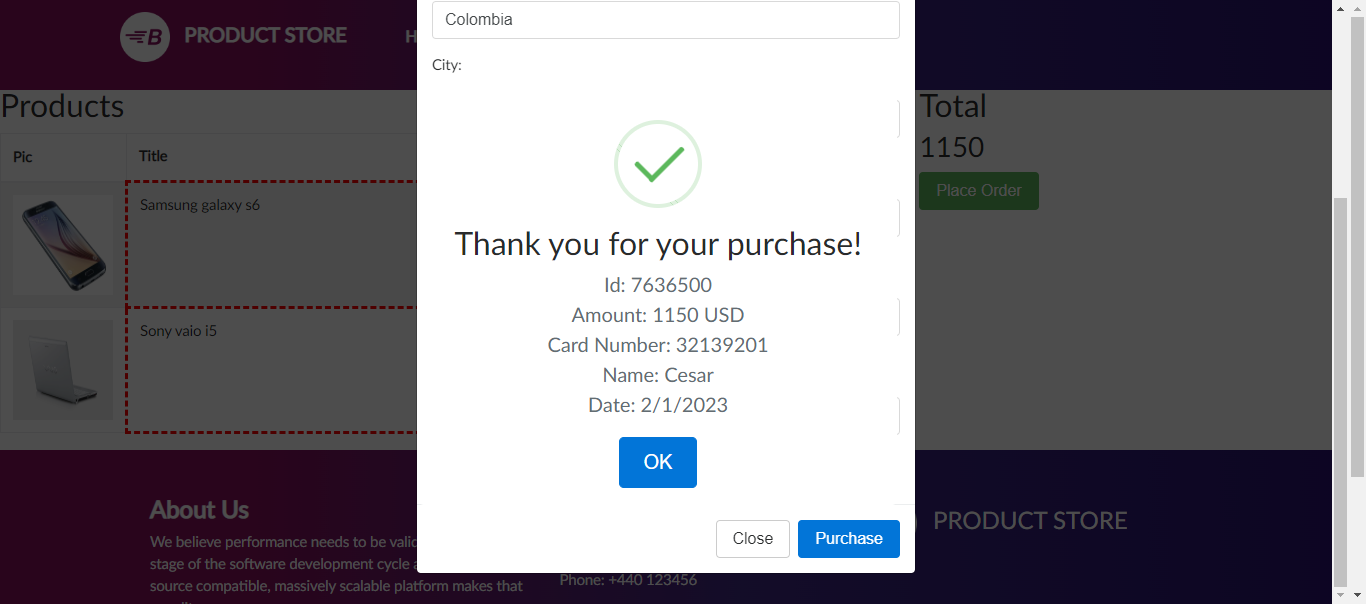 PRODUCT STORE
H
Colombia
City:
Products
Pic
Title
Samsung galaxy s6
Sony vaio i5
Total
1150
Place Order
Thank you for your purchase!
Id: 7636500
Amount: 1150 USD
Card Number: 32139201
Name: Cesar
Date: 2/1/2023
OK
Close
Purchase
About Us
We believe performance needs to be valid
stage of the software development cycle a
source compatible, massively scalable platform makes that
Phone: +440 123456
PRODUCT STORE